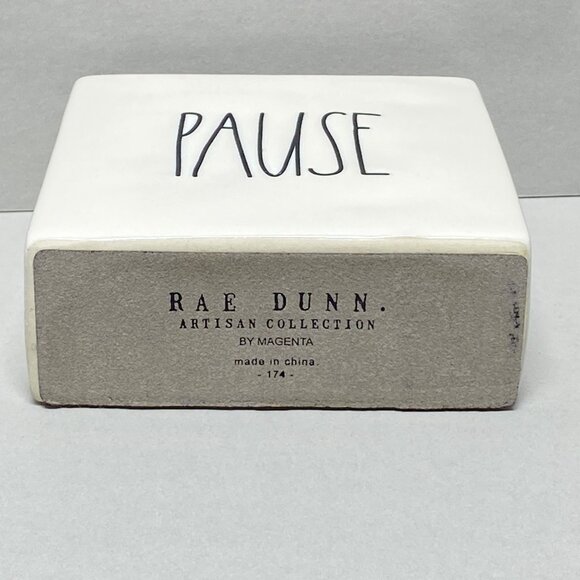 PAUSE
RAE DUNN.
ARTISAN COLLECTION
BY MAGENTA
made in china.
- 174 -